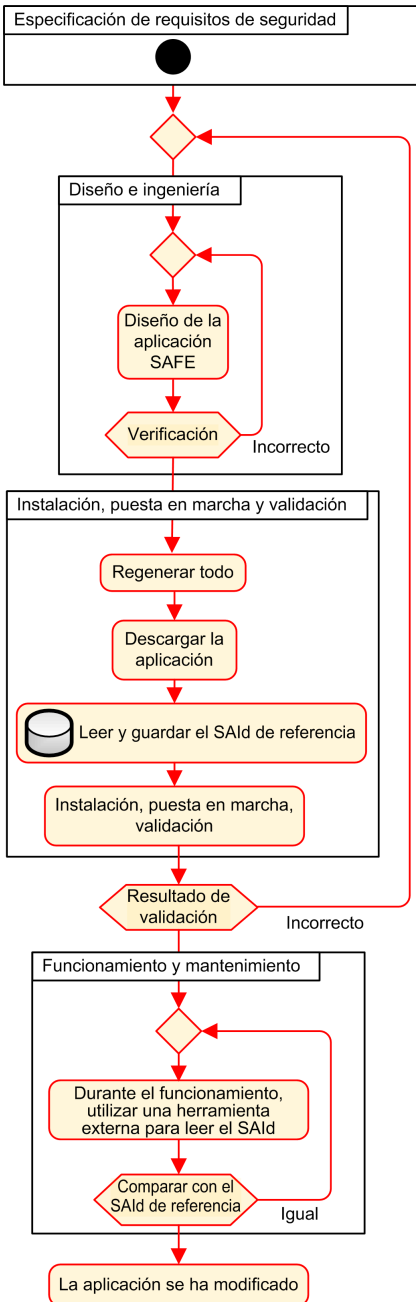 Especificación de requisitos de seguridad
Diseño e ingeniería
Diseño de la
aplicación
SAFE
Verificación
Incorrecto
Instalación, puesta en marcha y validación
Regenerar todo
Descargar la
aplicación
Leer y guardar el SAId de referencia
Instalación, puesta en marcha,
validación
Resultado de
validación
Incorrecto
Funcionamiento y mantenimiento
Durante el funcionamiento,
utilizar una herramienta
externa para leer el SAId
Comparar con el
SAId de referencia
Igual
La aplicación se ha modificado